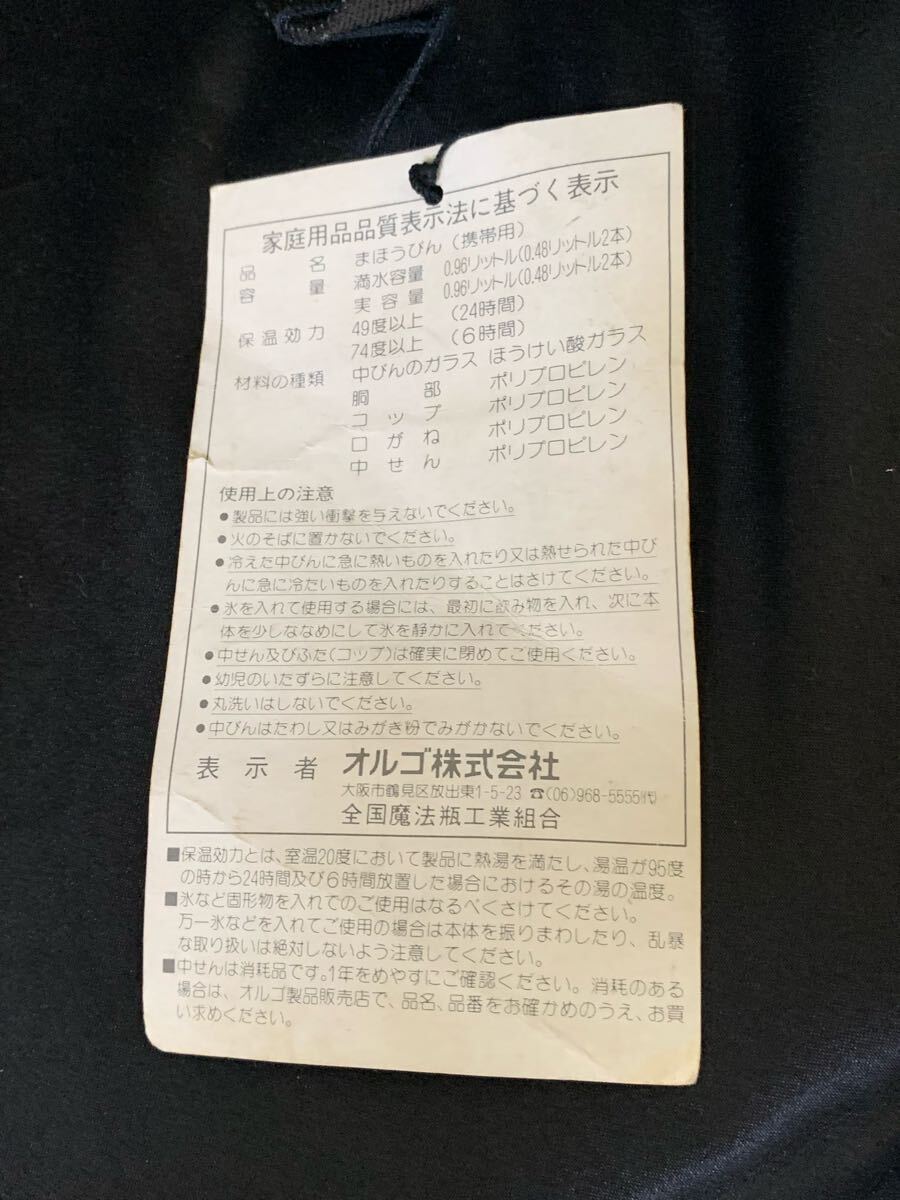 家庭用品品質表示法に基づく表示
品名 まほうびん(携帯用)
容量 満水容量 0.96リットル(0.48リットル2本)
実容量 0.96リットル(0.48リットル2本)
保温効力 49度以上 (24時間)
74度以上 (6時間)
材料の種類 中びんのガラス ほうけい酸ガラス
胴部 ポリプロピレン
コップ ポリプロピレン
口がね ポリプロピレン
中せん ポリプロピレン
使用上の注意
●製品には強い衝撃を与えないでください。
●火のそばに置かないでください。
●冷えた中びんに急に熱いものを入れたり又は熱せられた中び
んに急に冷たいものを入れたりすることはさけてください。
●氷を入れて使用する場合には、最初に飲み物を入れ、次に本
体を少しななめにして氷を静かに入れてください。
●中せん及びふた(コップ)は確実に閉めてご使用ください。
●幼児のいたずらに注意してください。
●丸洗いはしないでください。
●中びんはたわし又はみがき粉でみがかないでください。
表示者 オルゴ株式会社
大阪市鶴見区放出東1-5-23 ☎(06)968-5555(代)
全国魔法瓶工業組合
■保温効力とは、室温20度において製品に熱湯を満たし、湯温が95度
の時から24時間及び6時間放置した場合におけるその湯の温度。
■氷など固形物を入れてのご使用はなるべくさけてください。
万一氷などを入れてご使用の場合は本体を振りまわしたり、乱暴
な取り扱いは絶対しないよう注意してください。
■中せんは消耗品です。1年をめやすにご確認ください。消耗のある
場合は、オルゴ製品販売店で、品名、品番をお確かめのうえ、お買
い求めください。